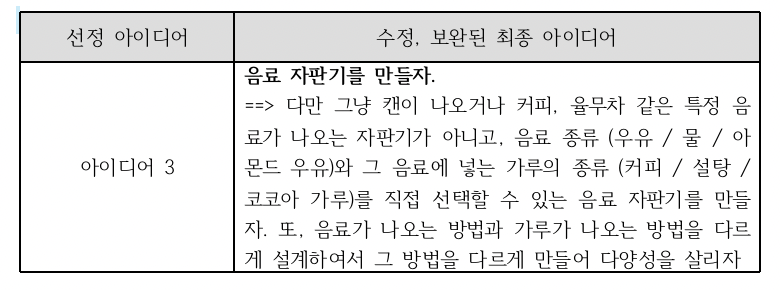 선정 아이디어
수정, 보완된 최종 아이디어
아이디어 3
음료 자판기를 만들자.
==> 다만 그냥 캔이 나오거나 커피, 율무차 같은 특정 음
료가 나오는 자판기가 아니고, 음료 종류 (우유 / 물 / 아
몬드 우유)와 그 음료에 넣는 가루의 종류 (커피 / 설탕 /
코코아 가루)를 직접 선택할 수 있는 음료 자판기를 만들
자. 또, 음료가 나오는 방법과 가루가 나오는 방법을 다르
게 설계하여서 그 방법을 다르게 만들어 다양성을 살리자